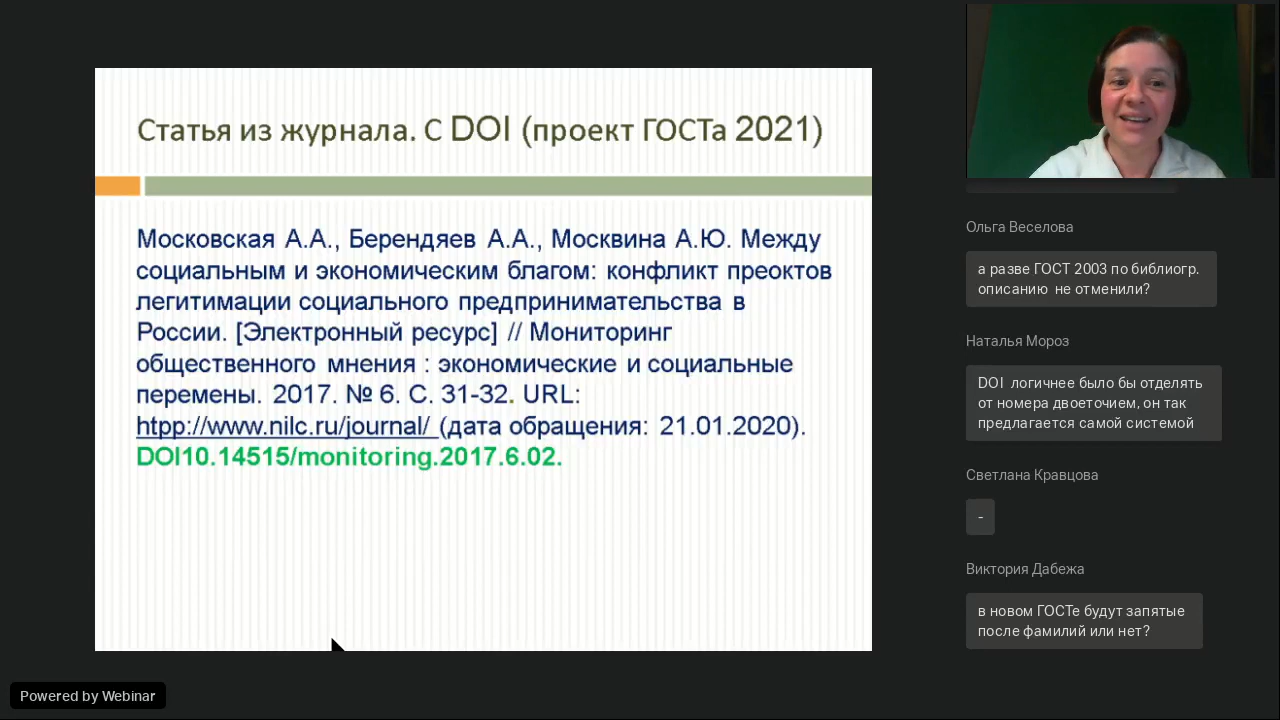 Статья из журнала. С DOI (проект ГОСТа 2021)
Московская А.А., Берендяев А.А., Москвина А.Ю. Между
социальным и экономическим благом: конфликт преоктов
легитимации социального предпринимательства в
России. [Электронный ресурс] // Мониторинг
общественного мнения : экономические и социальные
перемены. 2017. № 6. С. 31-32. URL:
htpp://www.nilc.ru/journal/ (дата обращения: 21.01.2020).
DOI10.14515/monitoring.2017.6.02.
Ольга Веселова
а разве ГОСТ 2003 по библиогр.
описанию не отменили?
Наталья Мороз
DOI логичнее было бы отделять
от номера двоеточием, он так
предлагается самой системой
Светлана Кравцова
-
Виктория Дабежа
в новом ГОСТе будут запятые
после фамилий или нет?
Powered by Webinar